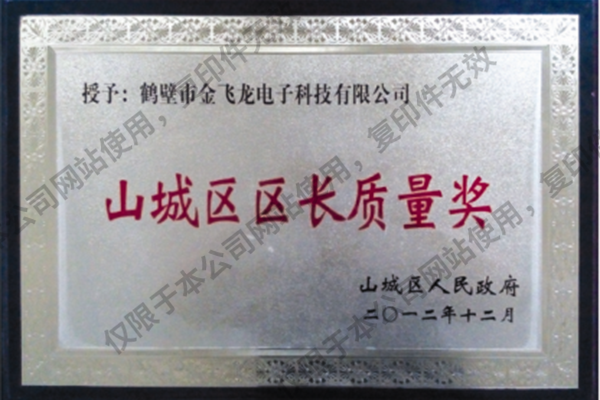 授予：鹤壁市金飞龙电子科技有限公司
山城区区长质量奖
山城区人民政府
二〇一二年十二月
仅限于本公司网站使用，复印件无效